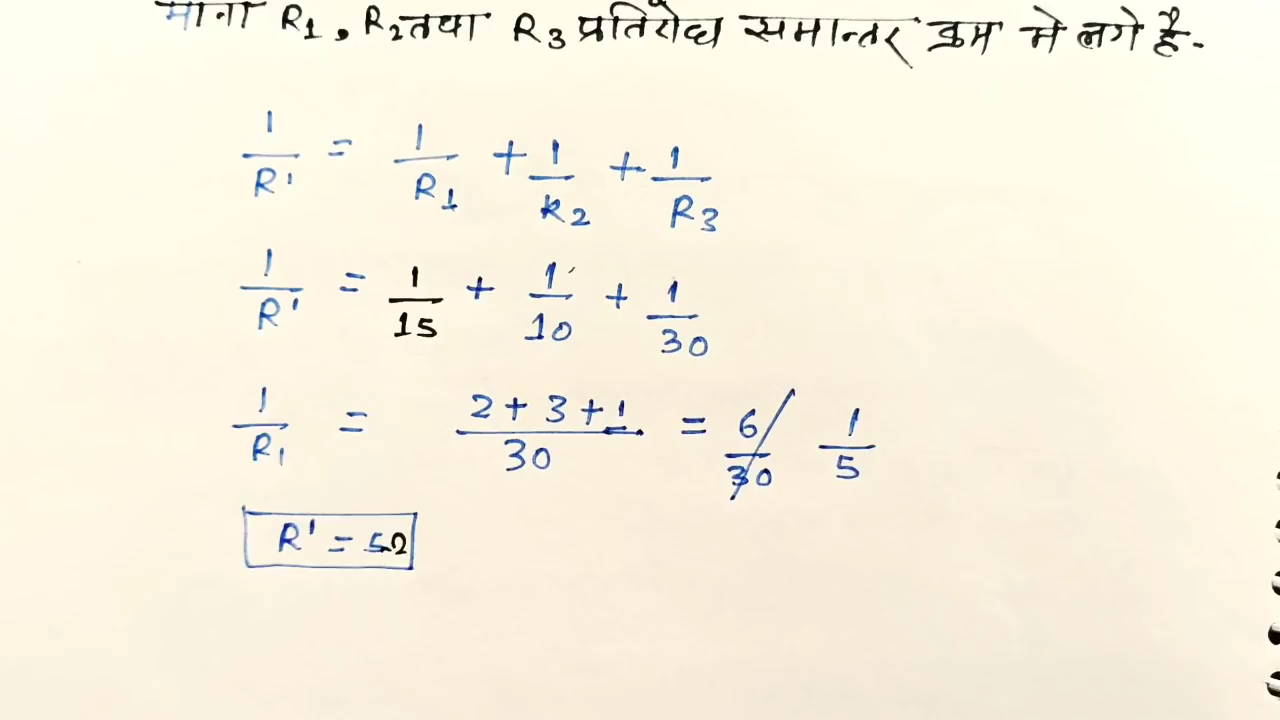 माना R₁, R₂ तथा R₃ प्रतिरोध समान्तर क्रम मे लगे है-
1/R' = 1/R₁ + 1/R₂ + 1/R₃
1/R' = 1/15 + 1/10 + 1/30
1/R₁ = (2+3+1)/30 = 6/30 1/5
R' = 5Ω